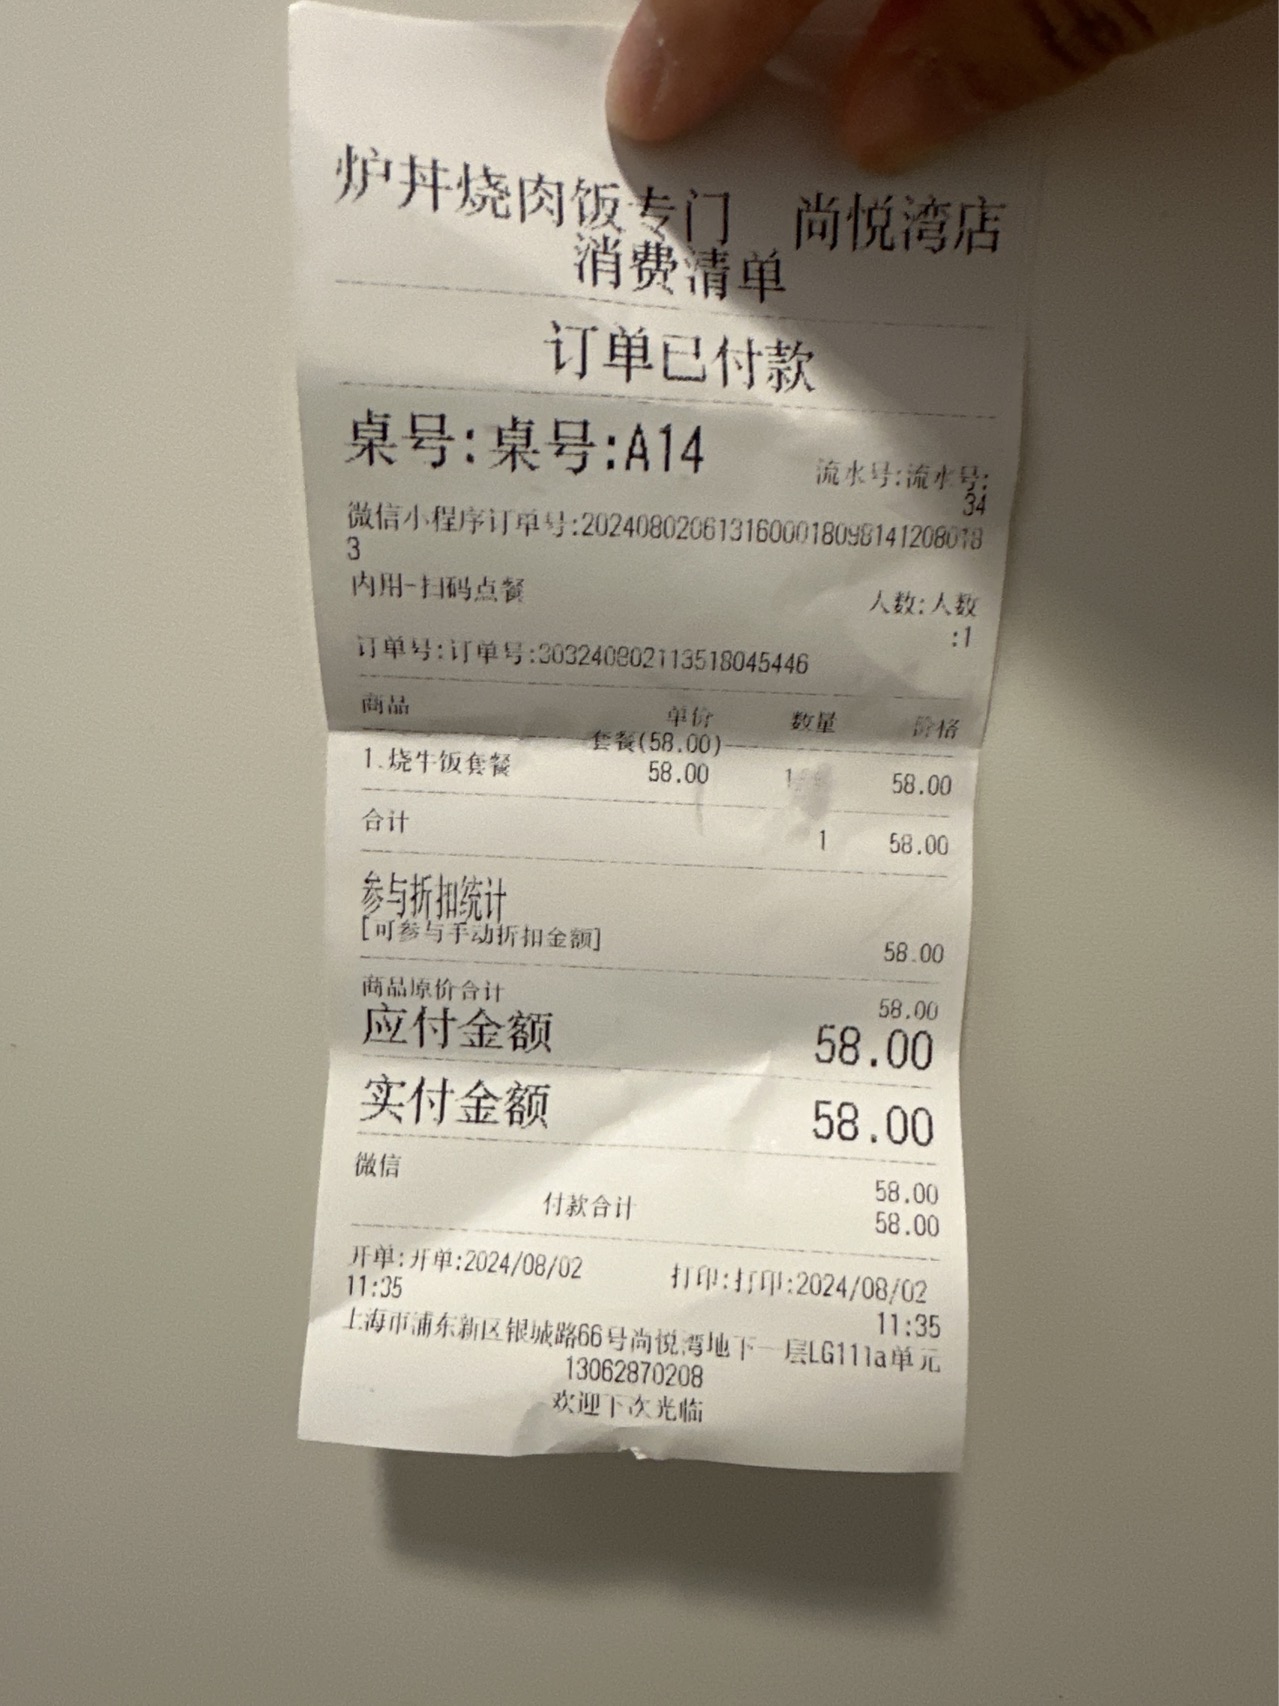 炉丼烧肉饭专门 尚悦湾店
消费清单
订单已付款
桌号:桌号:A14
流水号:流水号:
34
微信小程序订单号:2024080206131600018098141208018
3
内用-扫码点餐
人数:人数
:1
订单号:订单号:303240802113518045446
商品 单价 数量 价格
套餐(58.00)
1.烧牛饭套餐 58.00 1 58.00
合计 1 58.00
参与折扣统计
[可参与手动折扣金额] 58.00
商品原价合计 58.00
应付金额 58.00
实付金额 58.00
微信 58.00
付款合计 58.00
开单:开单:2024/08/02 打印:打印:2024/08/02
11:35 11:35
上海市浦东新区银城路66号尚悦湾地下一层LG111a单元
13062870208
欢迎下次光临